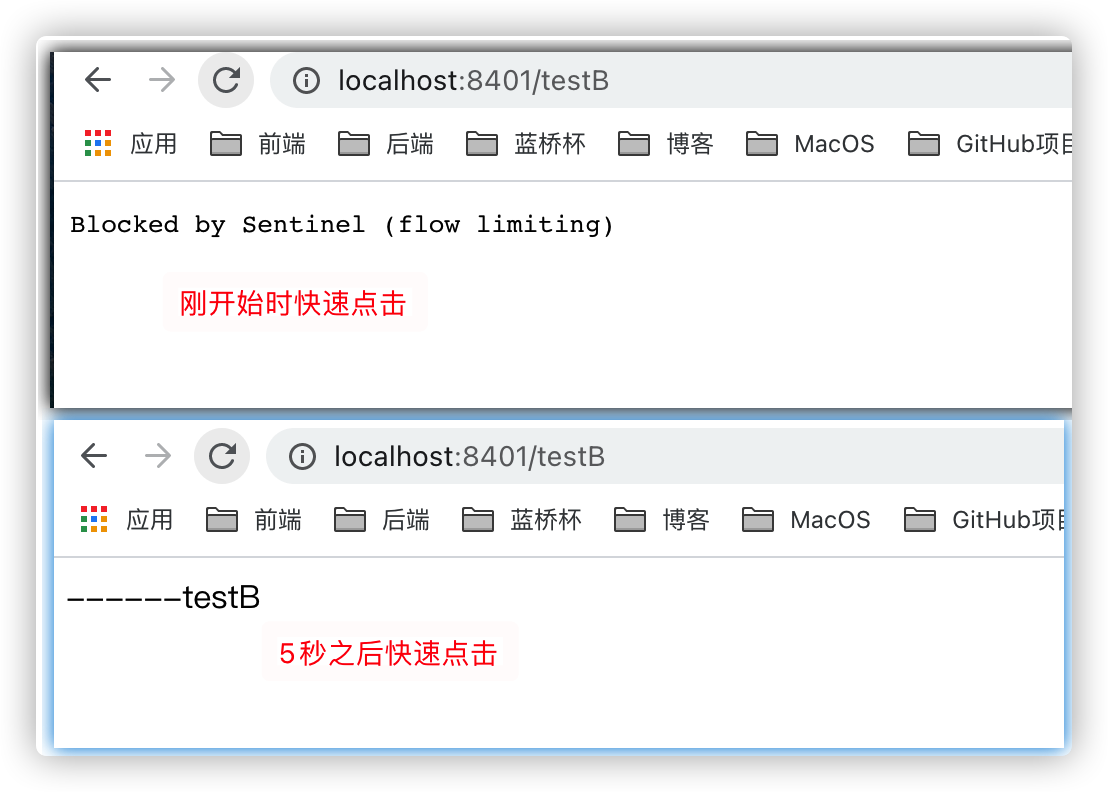 localhost:8401/testB
应用 前端 后端 蓝桥杯 博客 MacOS GitHub项目
Blocked by Sentinel (flow limiting)
刚开始时快速点击
localhost:8401/testB
应用 前端 后端 蓝桥杯 博客 MacOS GitHub项
------testB
5秒之后快速点击